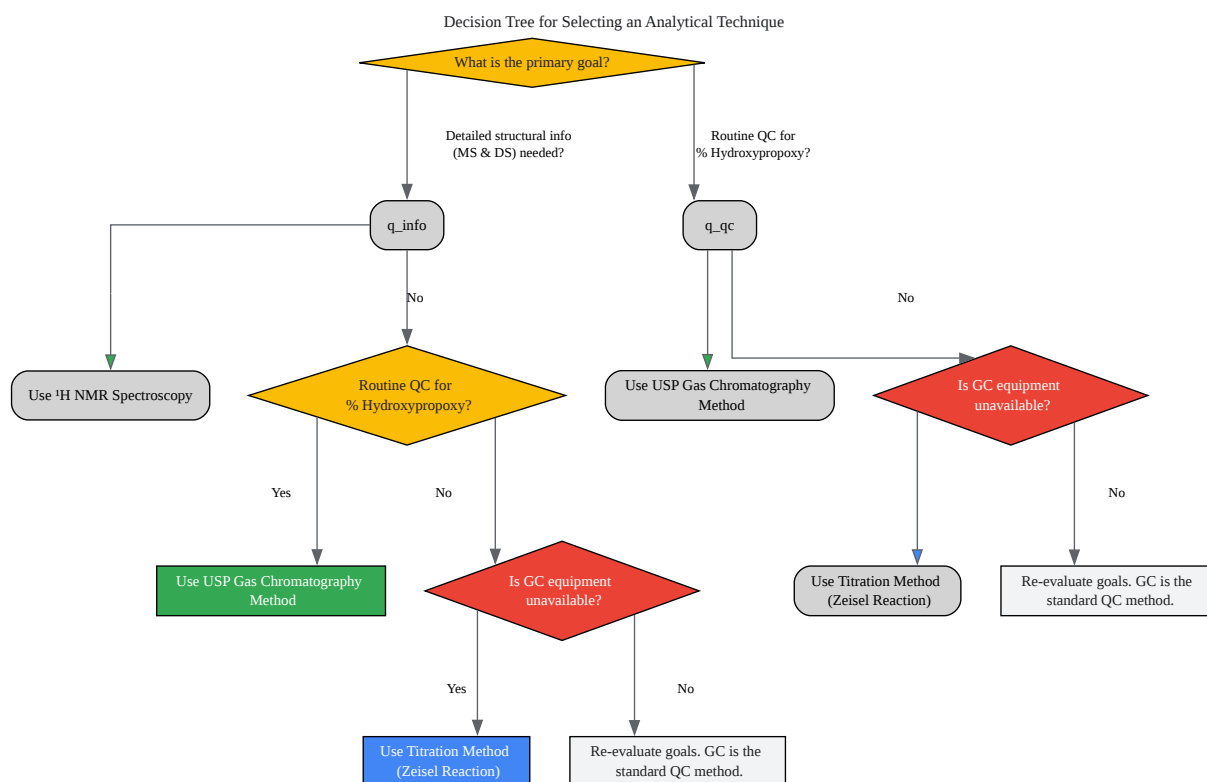 Decision Tree for Selecting an Analytical Technique
What is the primary goal?
Detailed structural info
(MS & DS) needed?
Routine QC for
% Hydroxypropoxy?
q_info
q_qc
No
No
Use ¹H NMR Spectroscopy
Routine QC for
% Hydroxypropoxy?
Use USP Gas Chromatography
Method
Is GC equipment
unavailable?
Yes
No
No
Use USP Gas Chromatography
Method
Is GC equipment
unavailable?
Use Titration Method
(Zeisel Reaction)
Re-evaluate goals. GC is the
standard QC method.
Yes
No
Use Titration Method
(Zeisel Reaction)
Re-evaluate goals. GC is the
standard QC method.